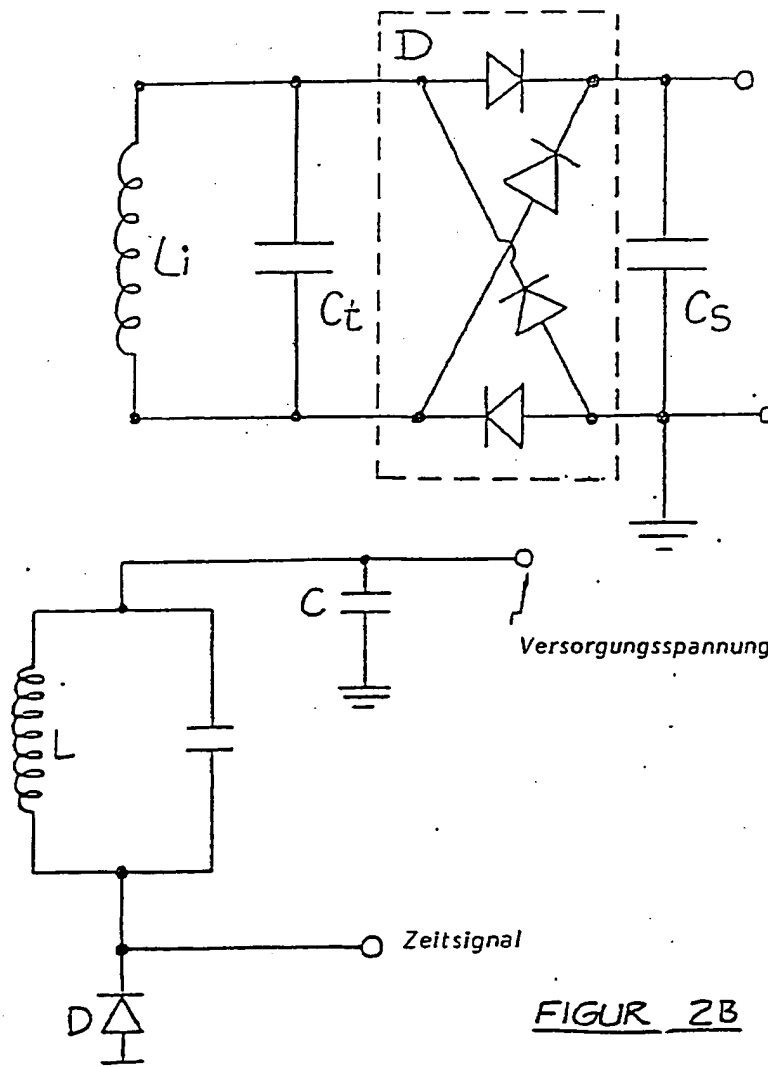 D
Li
Ct
Cs
C
Versorgungsspannung
L
Zeitsignal
D
FIGUR 2B